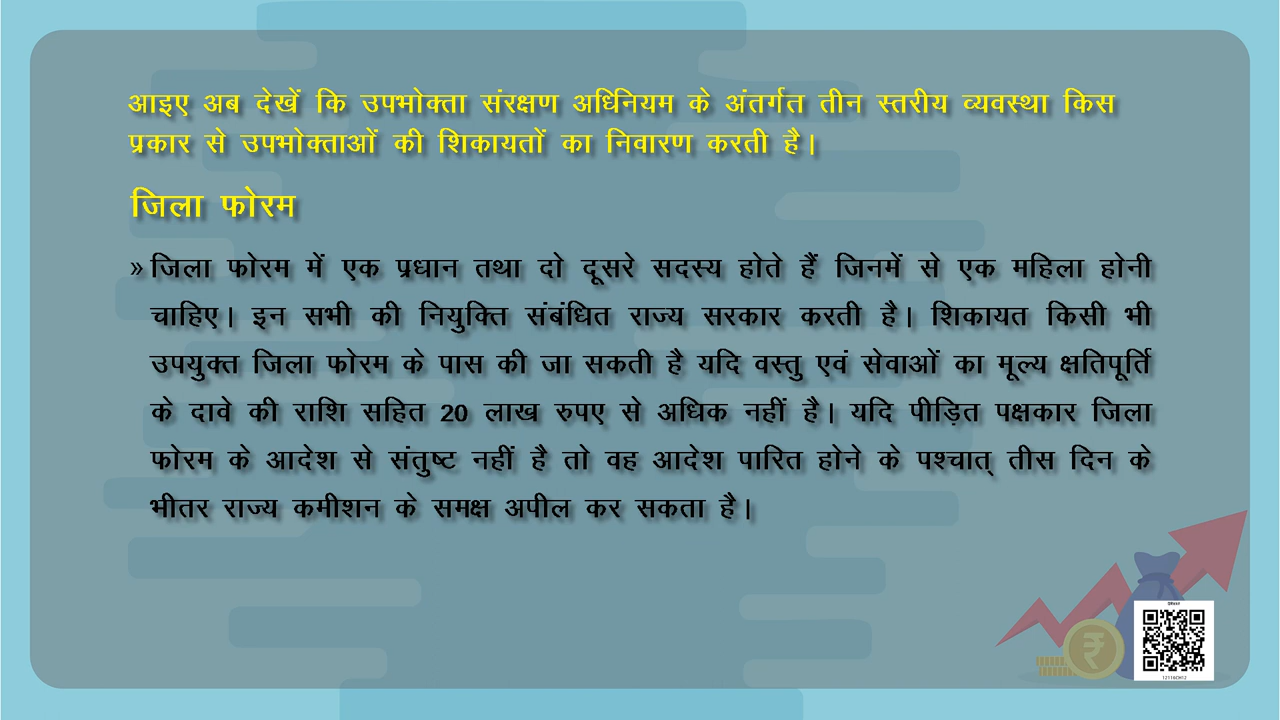 आइए अब देखें कि उपभोक्ता संरक्षण अधिनियम के अंतर्गत तीन स्तरीय व्यवस्था किस
प्रकार से उपभोक्ताओं की शिकायतों का निवारण करती है।
जिला फोरम
» जिला फोरम में एक प्रधान तथा दो दूसरे सदस्य होते हैं जिनमें से एक महिला होनी
चाहिए। इन सभी की नियुक्ति संबंधित राज्य सरकार करती है। शिकायत किसी भी
उपयुक्त जिला फोरम के पास की जा सकती है यदि वस्तु एवं सेवाओं का मूल्य क्षतिपूर्ति
के दावे की राशि सहित 20 लाख रुपए से अधिक नहीं है। यदि पीड़ित पक्षकार जिला
फोरम के आदेश से संतुष्ट नहीं है तो वह आदेश पारित होने के पश्चात् तीस दिन के
भीतर राज्य कमीशन के समक्ष अपील कर सकता है।
₹
12116CH12